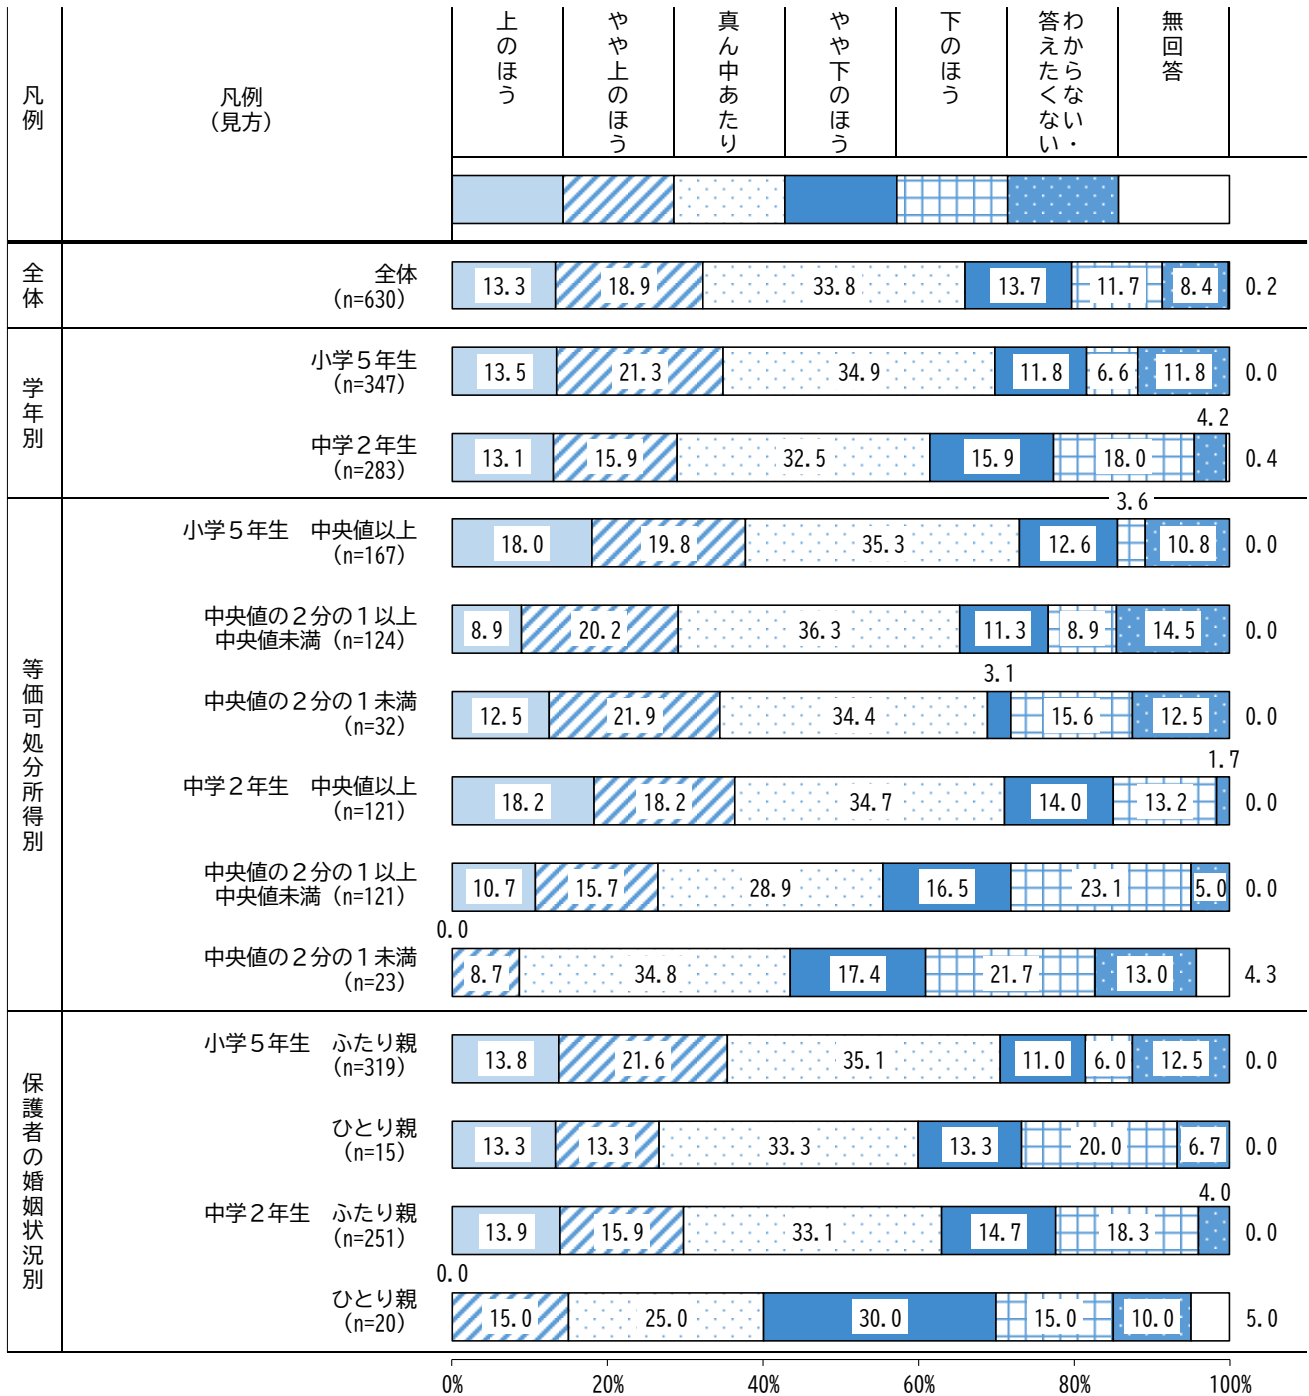 凡例
凡例
（見方）
上のほう
やや上のほう
真ん中あたり
やや下のほう
下のほう
わからない・
答えたくない
無回答
全体
全体
(n=630)
13.3 18.9 33.8 13.7 11.7 8.4 0.2
学年別
小学５年生
(n=347)
13.5 21.3 34.9 11.8 6.6 11.8 0.0
中学２年生
(n=283)
13.1 15.9 32.5 15.9 18.0 4.2 0.4
等価可処分所得別
小学５年生　中央値以上
(n=167)
18.0 19.8 35.3 12.6 3.6 10.8 0.0
中央値の２分の１以上
中央値未満 (n=124)
8.9 20.2 36.3 11.3 8.9 14.5 0.0
中央値の２分の１未満
(n=32)
12.5 21.9 34.4 3.1 15.6 12.5 0.0
中学２年生　中央値以上
(n=121)
18.2 18.2 34.7 14.0 13.2 1.7 0.0
中央値の２分の１以上
中央値未満 (n=121)
10.7 15.7 28.9 16.5 23.1 5.0 0.0
中央値の２分の１未満
(n=23)
0.0 8.7 34.8 17.4 21.7 13.0 4.3
保護者の婚姻状況別
小学５年生　ふたり親
(n=319)
13.8 21.6 35.1 11.0 6.0 12.5 0.0
ひとり親
(n=15)
13.3 13.3 33.3 13.3 20.0 6.7 0.0
中学２年生　ふたり親
(n=251)
13.9 15.9 33.1 14.7 18.3 4.0 0.0
ひとり親
(n=20)
0.0 15.0 25.0 30.0 15.0 10.0 5.0
0% 20% 40% 60% 80% 100%